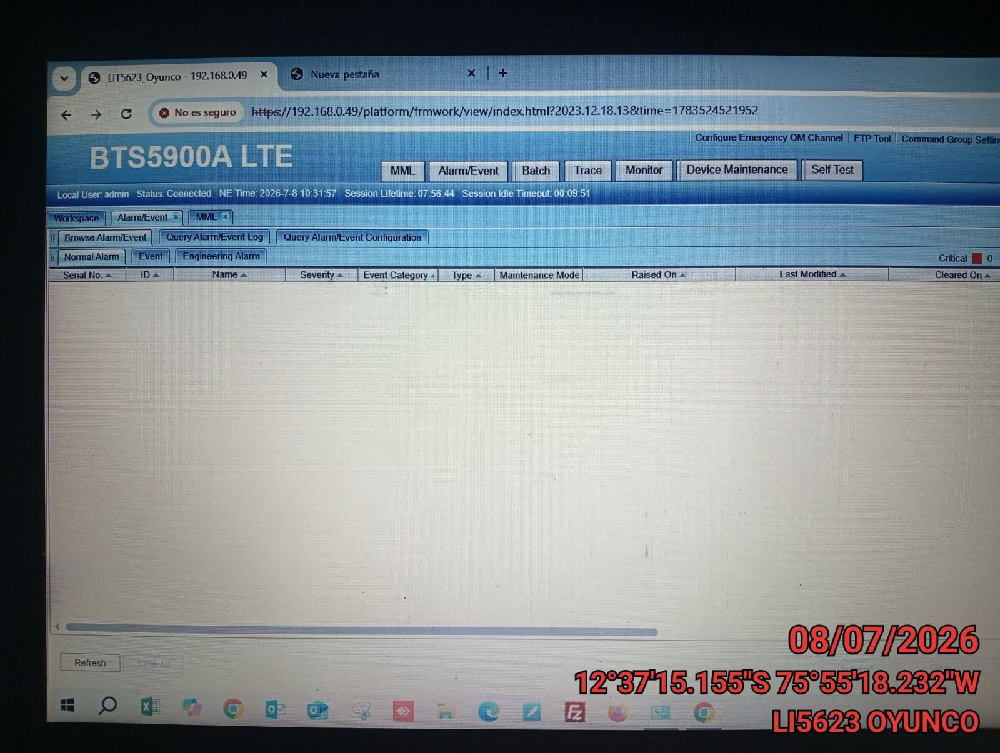 LIT5623_Oyunco - 192.168.0.49
Nueva pestaña
No es seguro https://192.168.0.49/platform/frmwork/view/index.html?2023.12.18.13&time=1783524521952
Configure Emergency OM Channel FTP Tool
BTS5900A LTE
MML Alarm/Event Batch Trace Monitor Device Maintenance Self Test
Local User: admin Status: Connected NE Time: 2026-7-8 10:31:57 Session Lifetime: 07:56:44 Session Idle Timeout: 00:09:51
Workspace Alarm/Event MML
Browse Alarm/Event Query Alarm/Event Log Query Alarm/Event Configuration
Normal Alarm Event Engineering Alarm
Critical 0
Serial No. ID Name Severity Event Category Type Maintenance Mode Raised On Last Modified Cleared On
Refresh Save All
08/07/2026
12°37'15.155"S 75°55'18.232"W
LI5623 OYUNCO